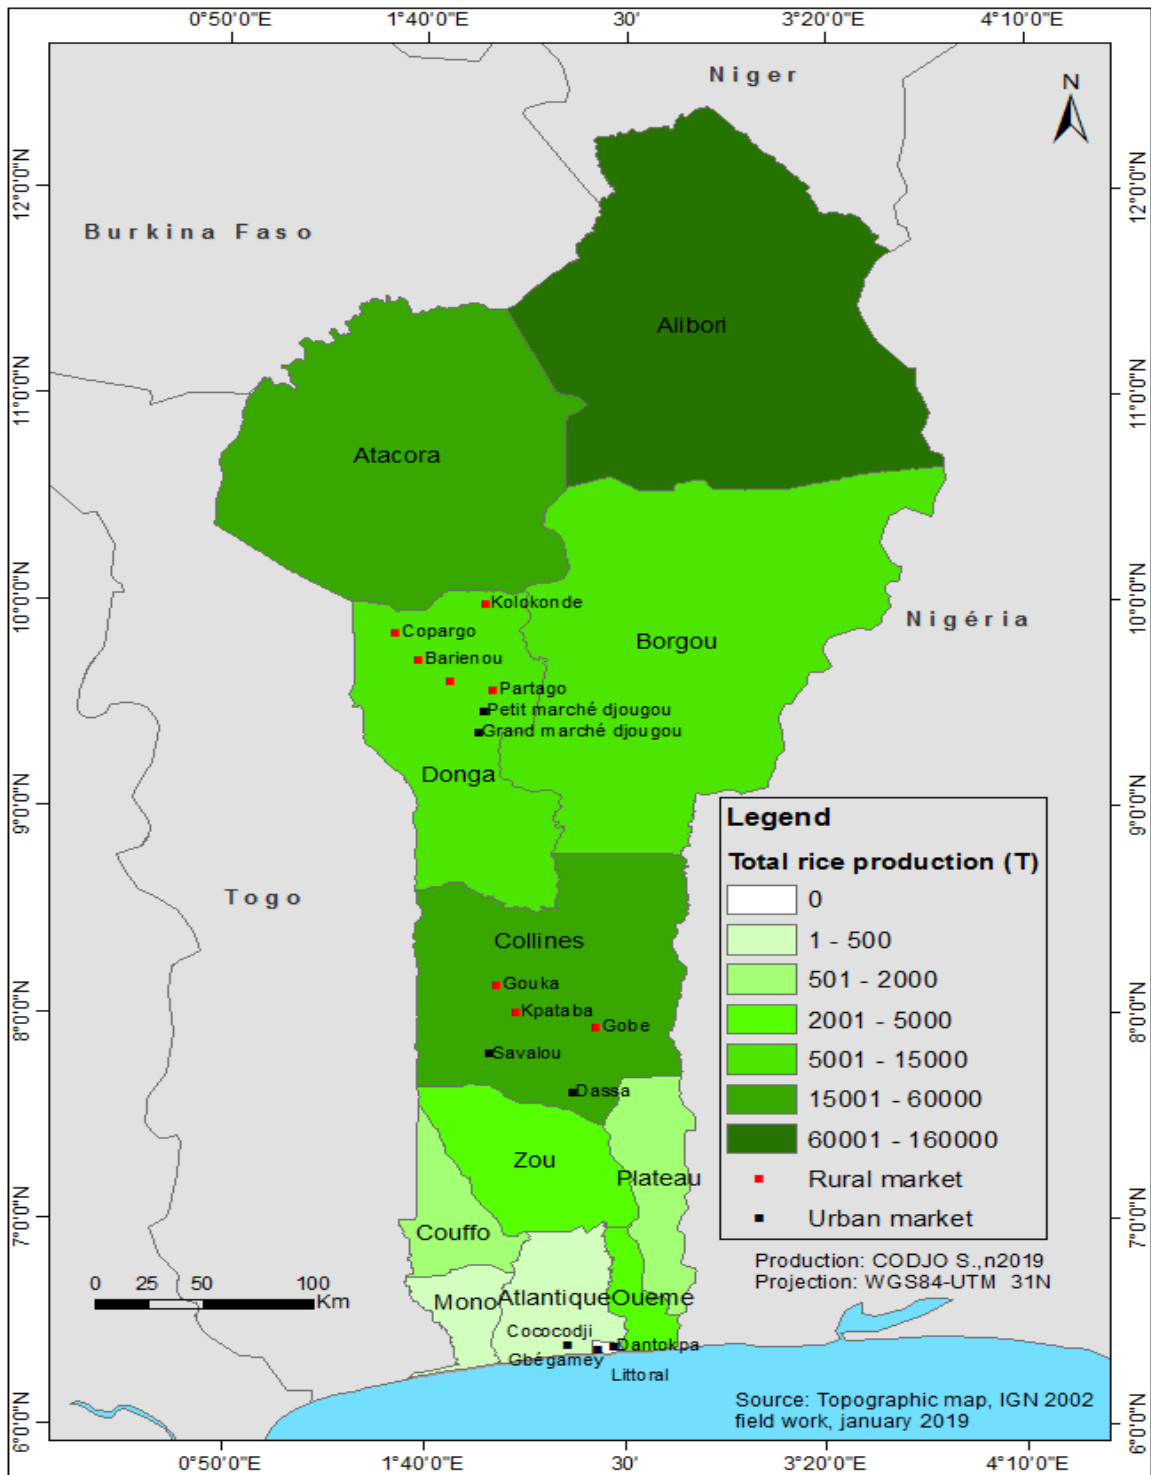 0°50'0"E 1°40'0"E 30' 3°20'0"E 4°10'0"E
N
Niger
12°0'0"N 12°0'0"N
Burkina Faso
Alibori
11°0'0"N 11°0'0"N
Atacora
10°0'0"N 10°0'0"N
Kolokonde
Copargo
Nigéria
Borgou
Barienou
Partago
Petit marché djougou
Grand marché djougou
Donga
9°0'0"N 9°0'0"N
Legend
Total rice production (T)
0
1 - 500
501 - 2000
2001 - 5000
5001 - 15000
15001 - 60000
60001 - 160000
Rural market
Urban market
Togo
Collines
Gouka
Kpataba
Gobe
8°0'0"N 8°0'0"N
Savalou
Dassa
Zou
Plateau
7°0'0"N 7°0'0"N
Couffo
Production: CODJO S.,n2019
Projection: WGS84-UTM 31N
0 25 50 100
Km
Mono
Atlantique
Oueme
Cococodji
Dantokpa
Gbégamey
Littoral
Source: Topographic map, IGN 2002
field work, january 2019
6°0'0"N 6°0'0"N
0°50'0"E 1°40'0"E 30' 3°20'0"E 4°10'0"E